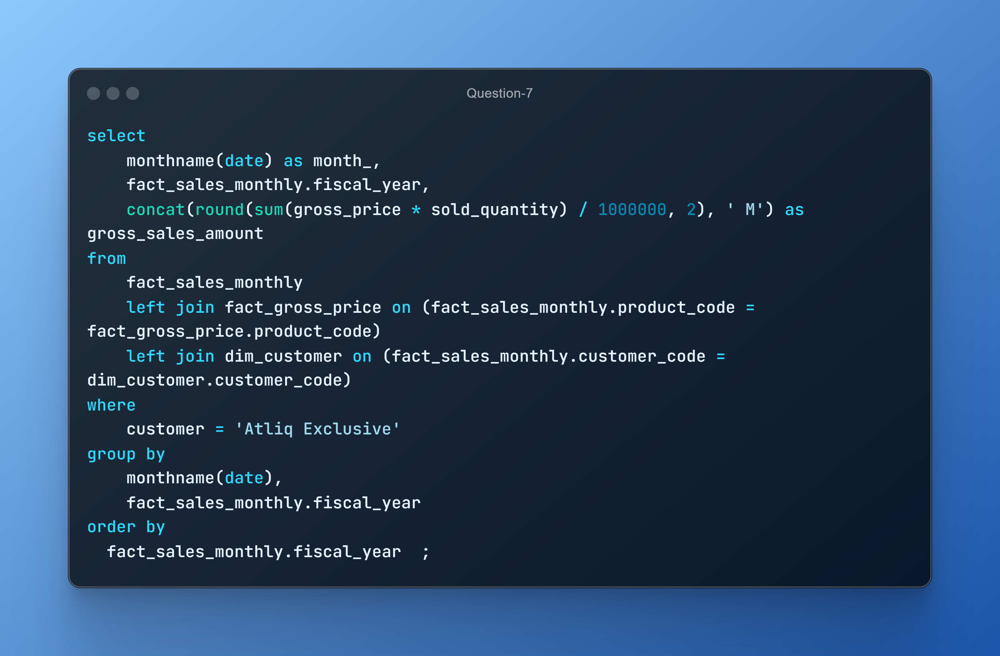 Question-7
select
    monthname(date) as month_,
    fact_sales_monthly.fiscal_year,
    concat(round(sum(gross_price * sold_quantity) / 1000000, 2), ' M') as
gross_sales_amount
from
    fact_sales_monthly
    left join fact_gross_price on (fact_sales_monthly.product_code =
fact_gross_price.product_code)
    left join dim_customer on (fact_sales_monthly.customer_code =
dim_customer.customer_code)
where
    customer = 'Atliq Exclusive'
group by
    monthname(date),
    fact_sales_monthly.fiscal_year
order by
  fact_sales_monthly.fiscal_year  ;